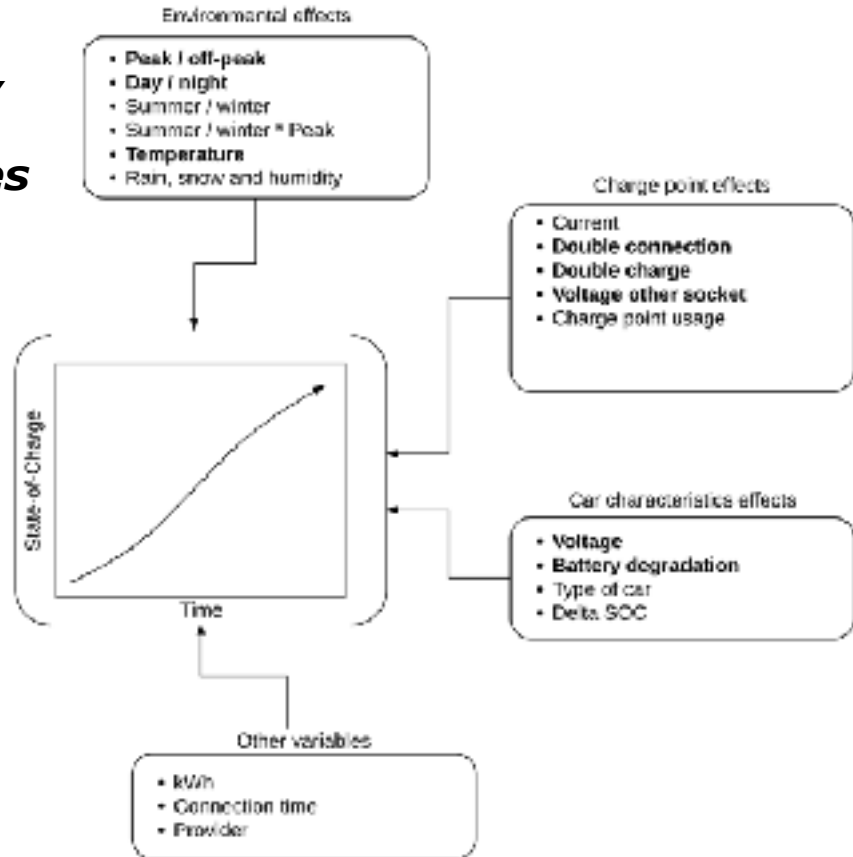 Environmental effects
• Peak / off-peak
• Day / night
• Summer / winter
• Summer / winter * Peak
• Temperature
• Rain, snow and humidity
Charge point effects
• Current
• Double connection
• Double charge
• Voltage other socket
• Charge point usage
State-of-Charge
Time
Car characteristics effects
• Voltage
• Battery degradation
• Type of car
• Delta SOC
Other variables
• kWh
• Connection time
• Provider